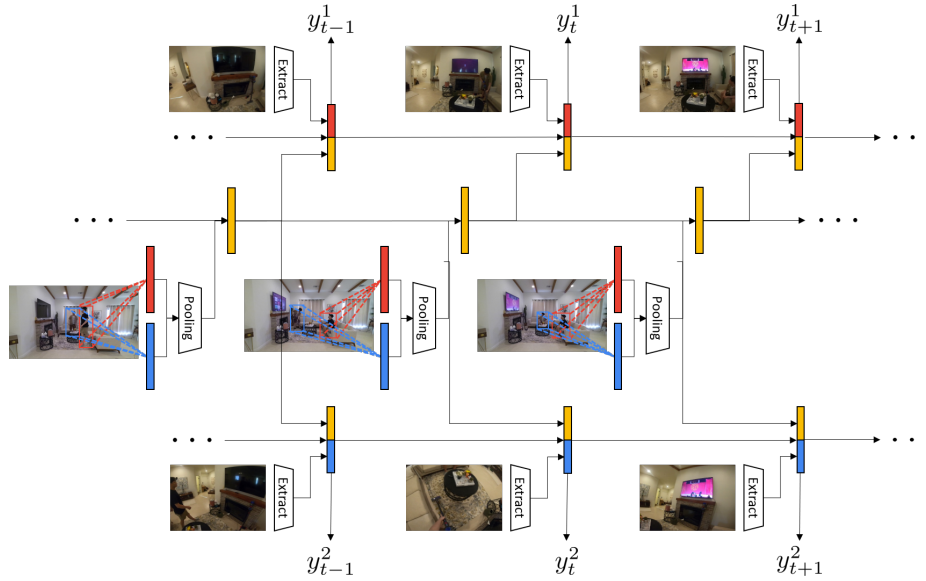 y^1_{t-1} y^1_t y^1_{t+1}
Extract Extract Extract
Pooling Pooling Pooling
Extract Extract Extract
y^2_{t-1} y^2_t y^2_{t+1}